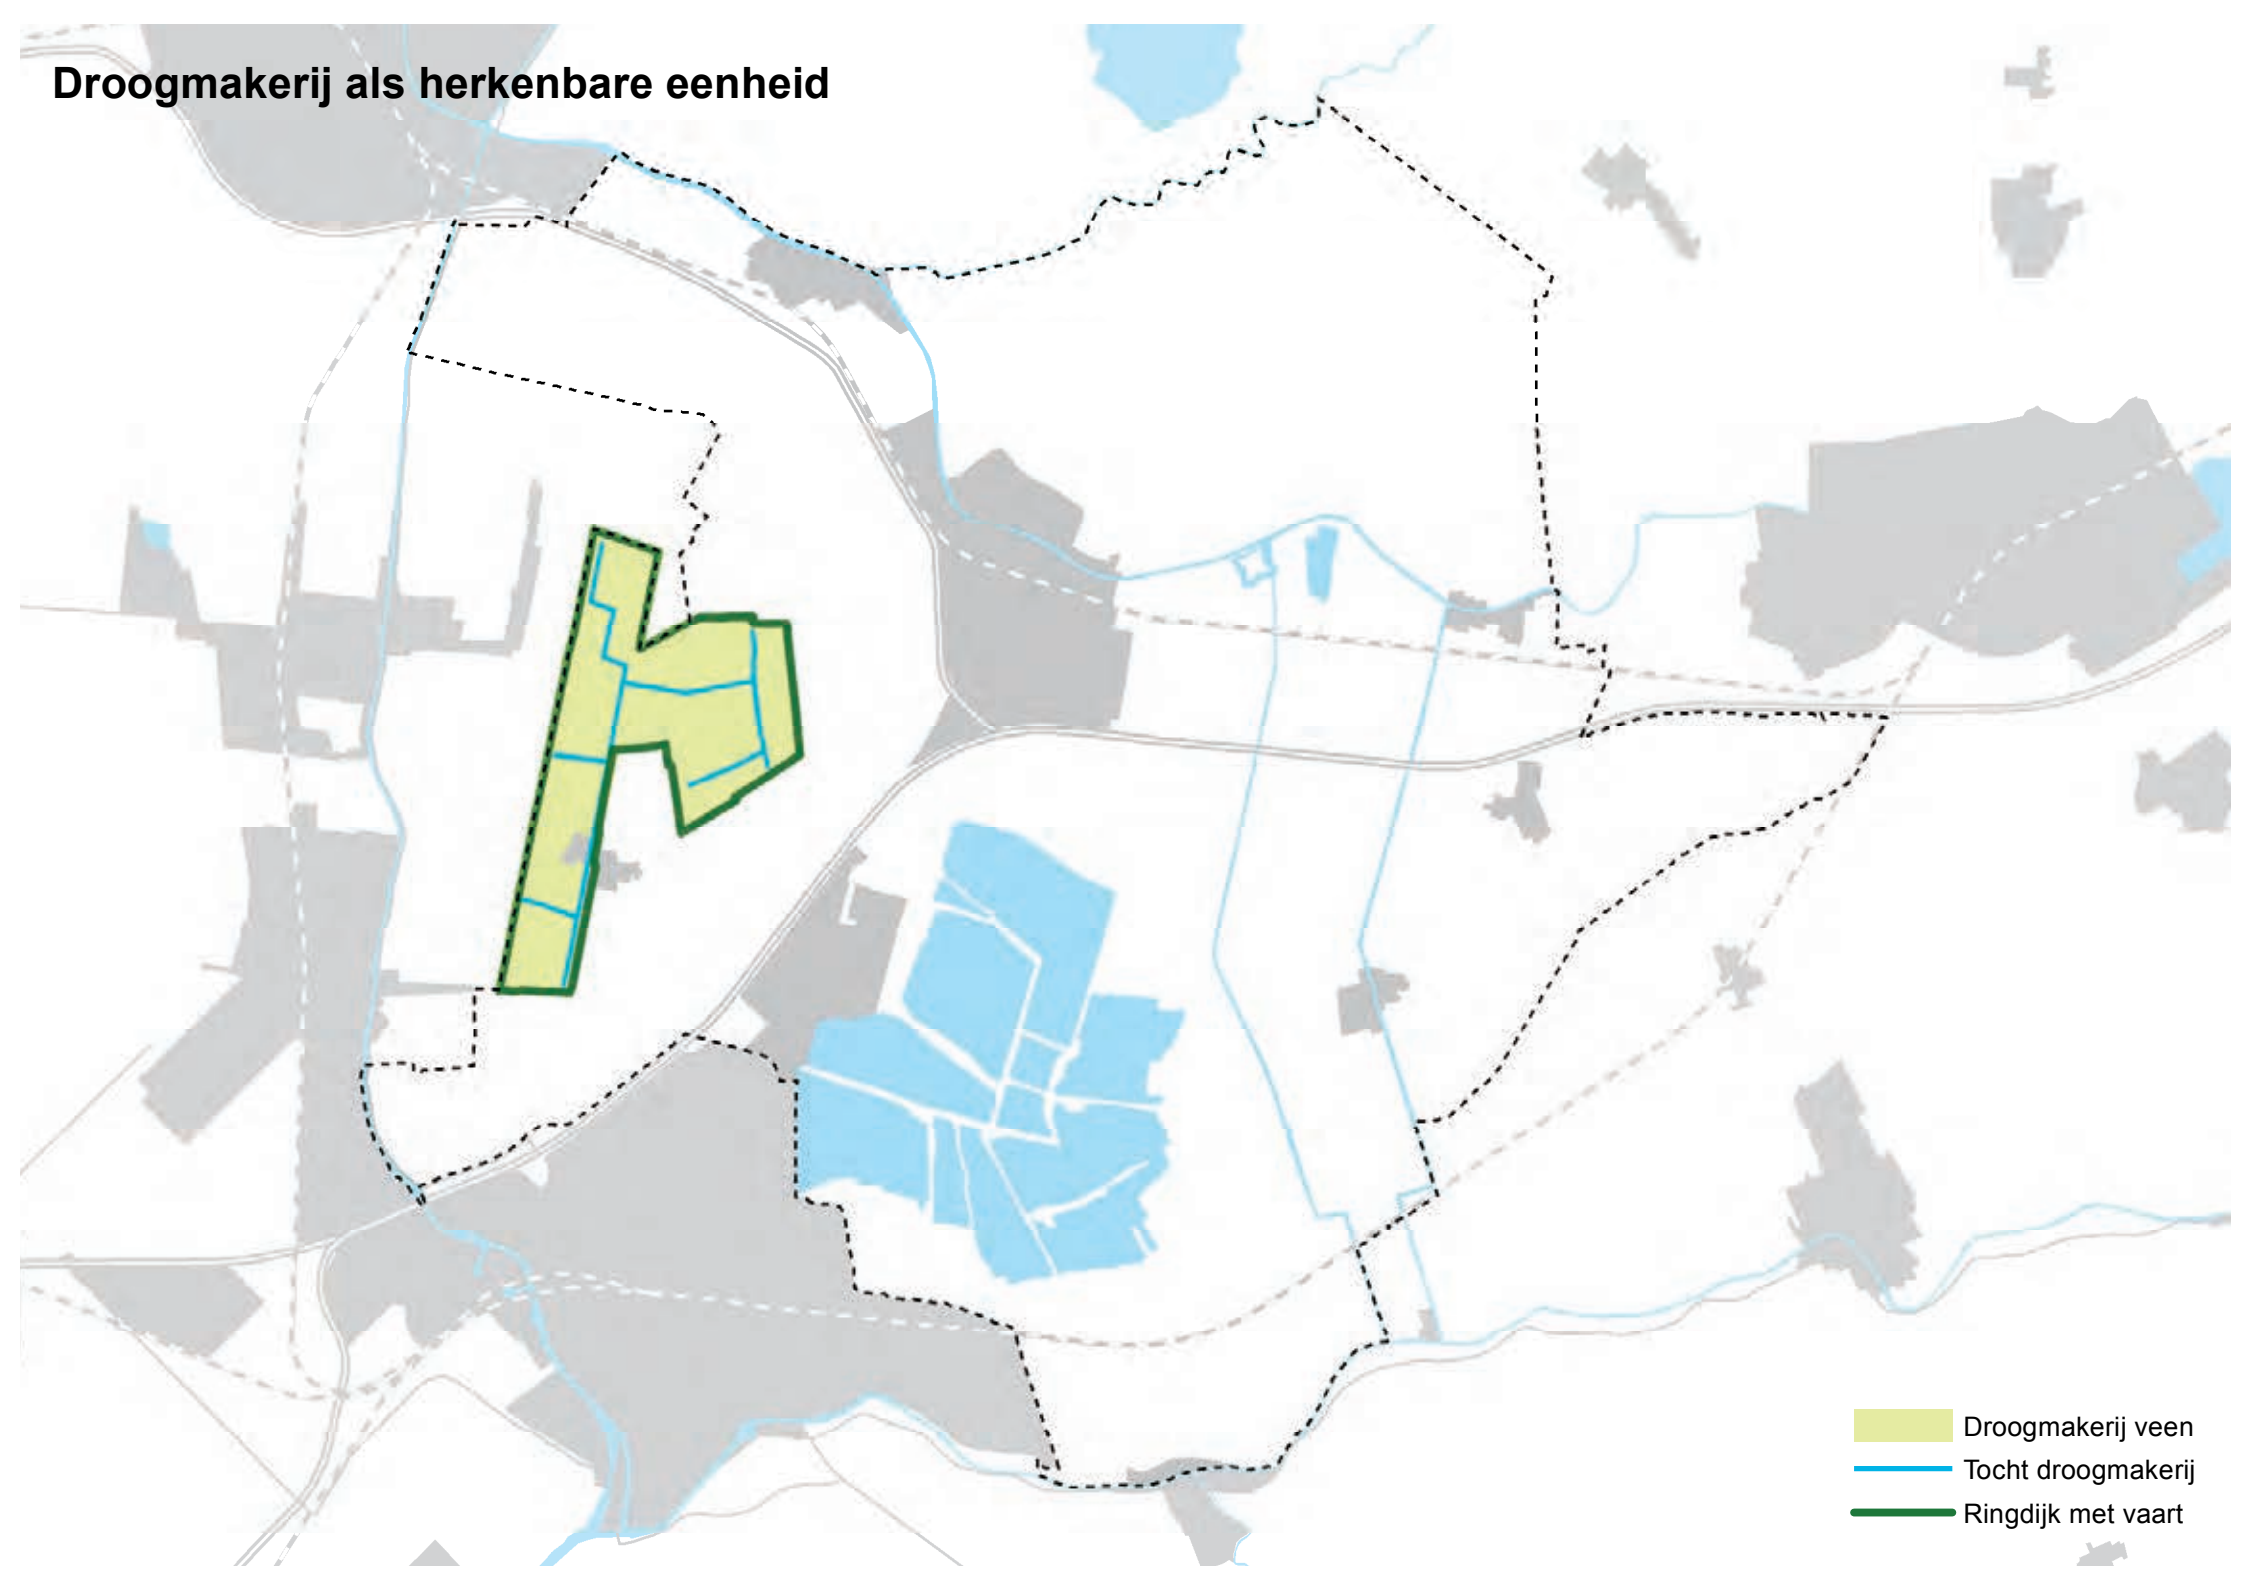 Droogmakerij als herkenbare eenheid
Droogmakerij veen
Tocht droogmakerij
Ringdijk met vaart